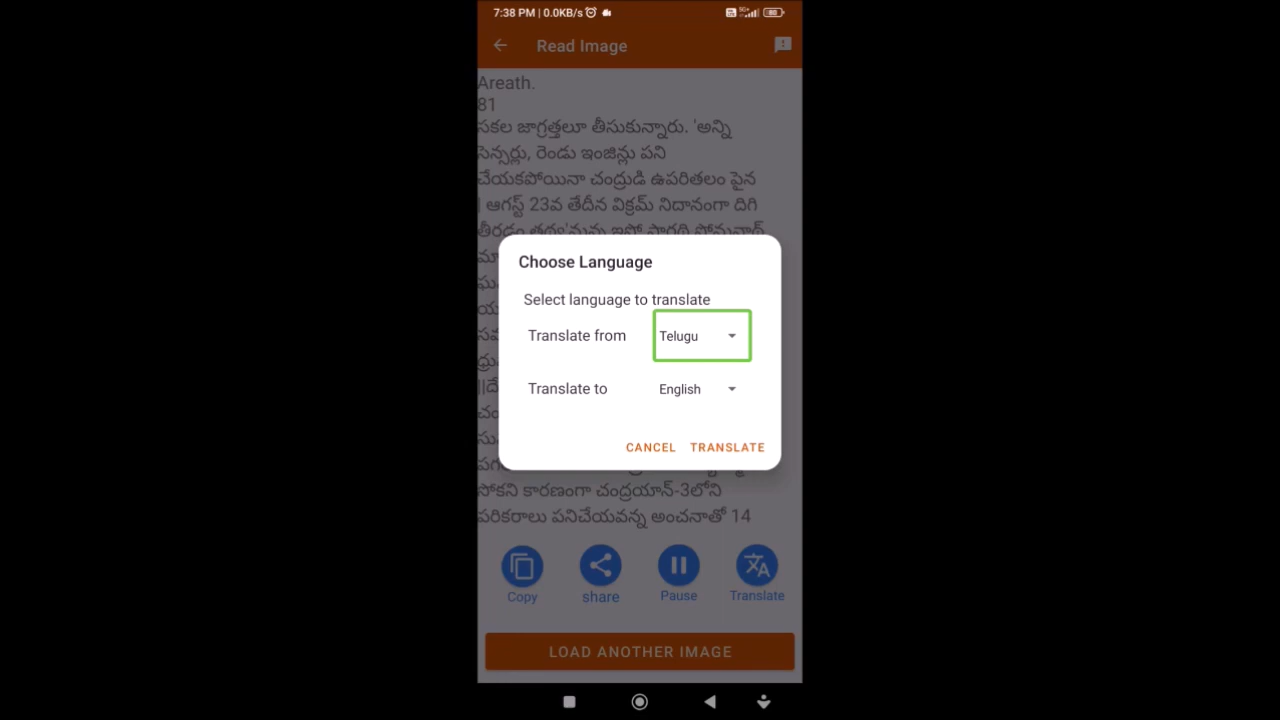 7:38 PM | 0.0KB/s
Read Image
Areath.
81
సకల జాగ్రత్తలూ తీసుకున్నారు. 'అన్ని
సెన్సర్లు, రెండు ఇంజిన్లు పని
చేయకపోయినా చంద్రుడి ఉపరితలం పైన
| ఆగస్ట్ 23వ తేదీన విక్రమ్ నిదానంగా దిగి
Choose Language
Select language to translate
Translate from
Telugu
Translate to
English
CANCEL
TRANSLATE
సోకని కారణంగా చంద్రయాన్-3లోని
పరికరాలు పనిచేయవన్న అంచనాతో 14
Copy
share
Pause
Translate
LOAD ANOTHER IMAGE